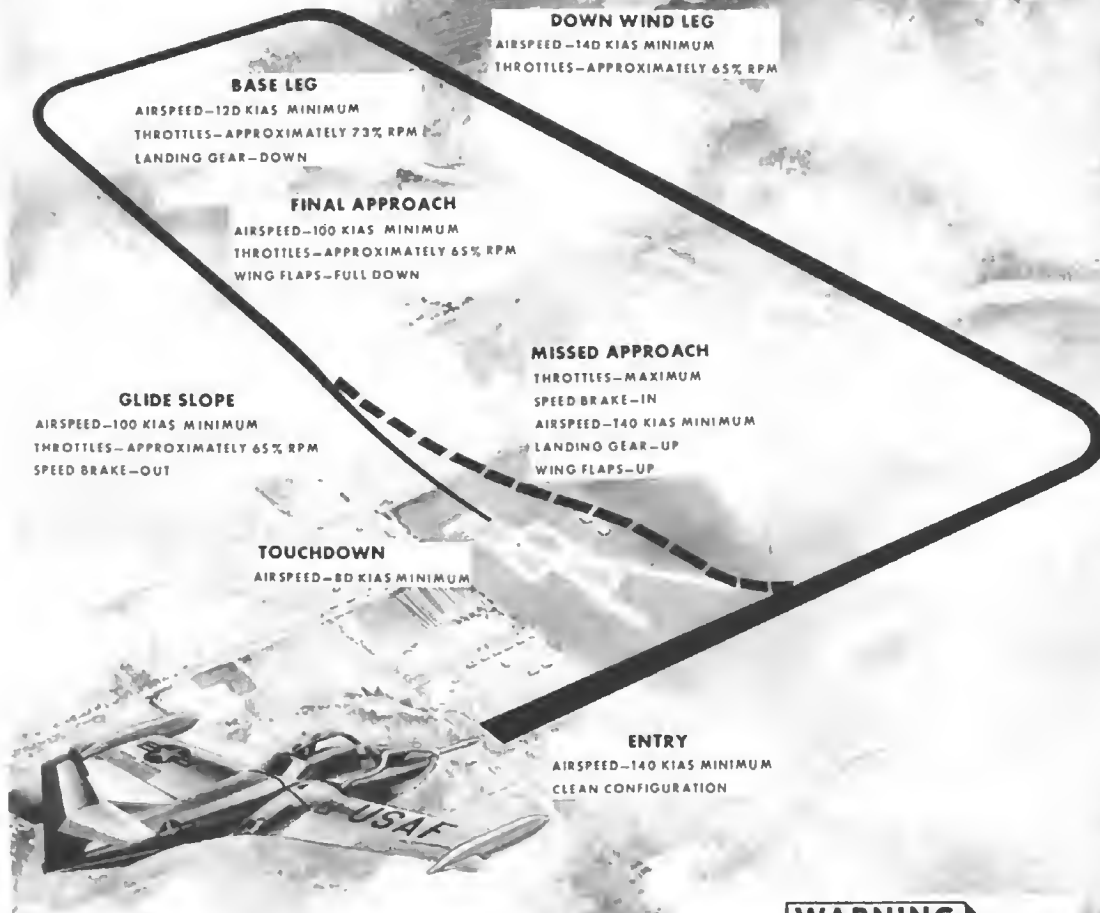 DOWN WIND LEG
AIRSPEED–14D KIAS MINIMUM
THROTTLES–APPROXIMATELY 65% RPM
BASE LEG
AIRSPEED–12D KIAS MINIMUM
THROTTLES–APPROXIMATELY 73% RPM
LANDING GEAR–DOWN
FINAL APPROACH
AIRSPEED–100 KIAS MINIMUM
THROTTLES–APPROXIMATELY 65% RPM
WING FLAPS–FULL DOWN
MISSED APPROACH
THROTTLES–MAXIMUM
SPEED BRAKE–IN
AIRSPEED–140 KIAS MINIMUM
LANDING GEAR–UP
WING FLAPS–UP
GLIDE SLOPE
AIRSPEED–100 KIAS MINIMUM
THROTTLES–APPROXIMATELY 65% RPM
SPEED BRAKE–OUT
TOUCHDOWN
AIRSPEED–8D KIAS MINIMUM
ENTRY
AIRSPEED–140 KIAS MINIMUM
CLEAN CONFIGURATION
USAF
WARNING